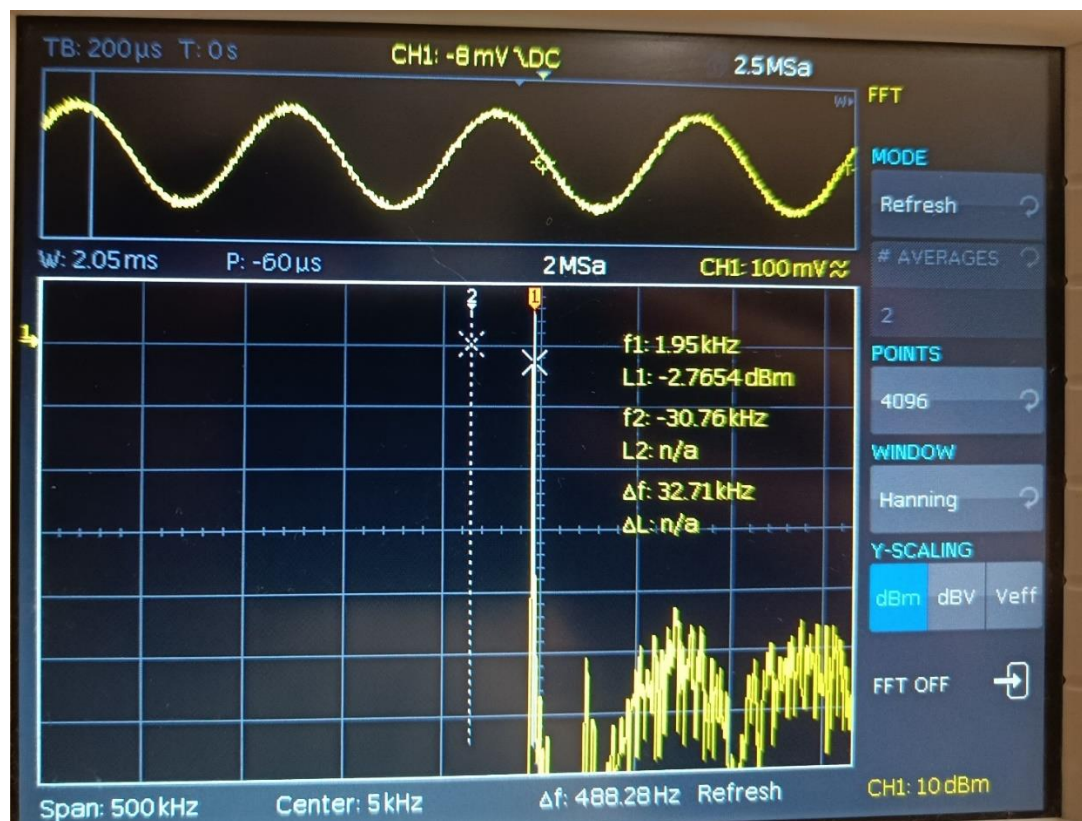 TB: 200µs T: 0s CH1: -8mV DC 2.5MSa
FFT
MODE
Refresh
W: 2.05ms P: -60µs 2MSa CH1: 100mV
# AVERAGES
2
2 1
1
f1: 1.95kHz
L1: -2.7654dBm
f2: -30.76kHz
L2: n/a
Δf: 32.71kHz
ΔL: n/a
POINTS
4096
WINDOW
Hanning
Y-SCALING
dBm dBV Veff
FFT OFF
Span: 500kHz Center: 5kHz Δf: 488.28Hz Refresh CH1: 10dBm